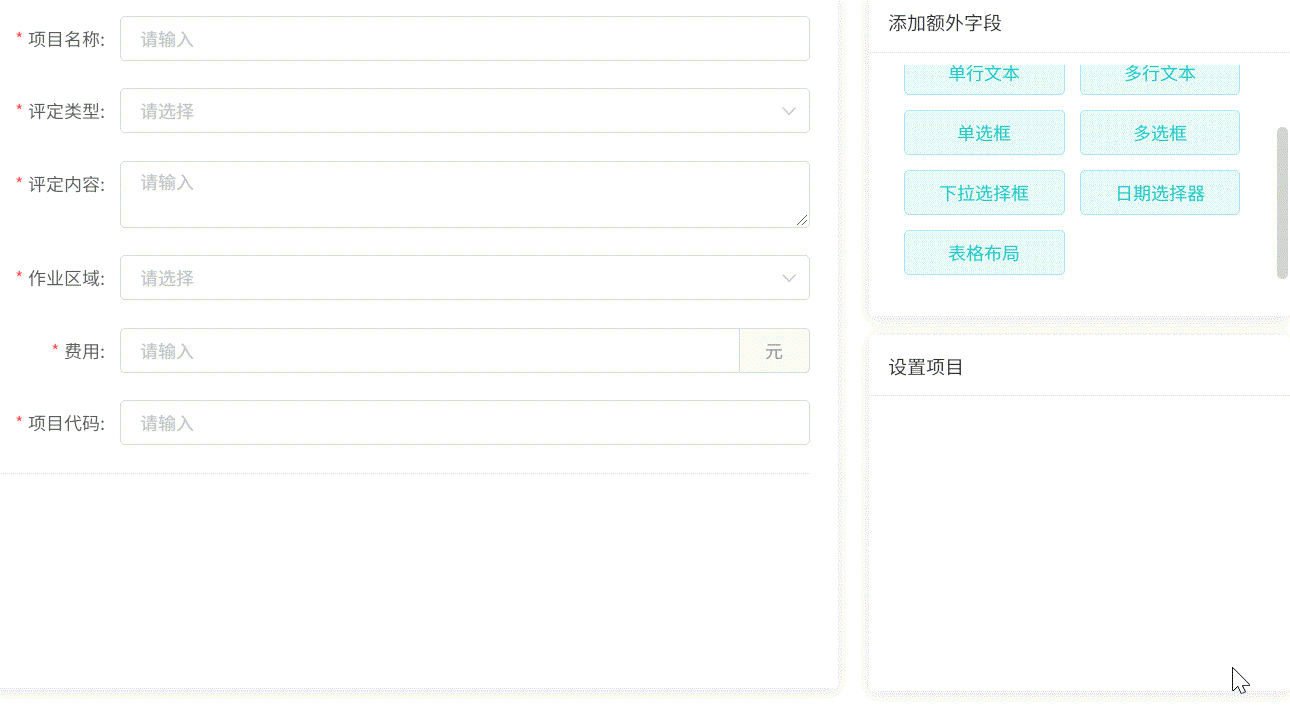 * 项目名称: 请输入
* 评定类型: 请选择
* 评定内容: 请输入
* 作业区域: 请选择
* 费用: 请输入 元
* 项目代码: 请输入
添加额外字段
单行文本 多行文本
单选框 多选框
下拉选择框 日期选择器
表格布局
设置项目